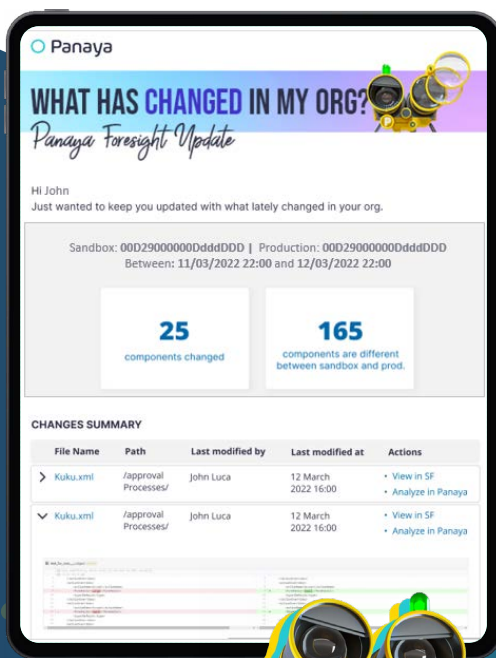 Panaya
WHAT HAS CHANGED IN MY ORG?
Panaya Foresight Update
P
Hi John
Just wanted to keep you updated with what lately changed in your org.
Sandbox: 00D29000000DdddDDD | Production: 00D29000000DdddDDD
Between: 11/03/2022 22:00 and 12/03/2022 22:00
25
components changed
165
components are different
between sandbox and prod.
CHANGES SUMMARY
File Name Path Last modified by Last modified at Actions
Kuku.xml /approval Processes/ John Luca 12 March 2022 16:00 • View in SF • Analyze in Panaya
Kuku.xml /approval Processes/ John Luca 12 March 2022 16:00 • View in SF • Analyze in Panaya